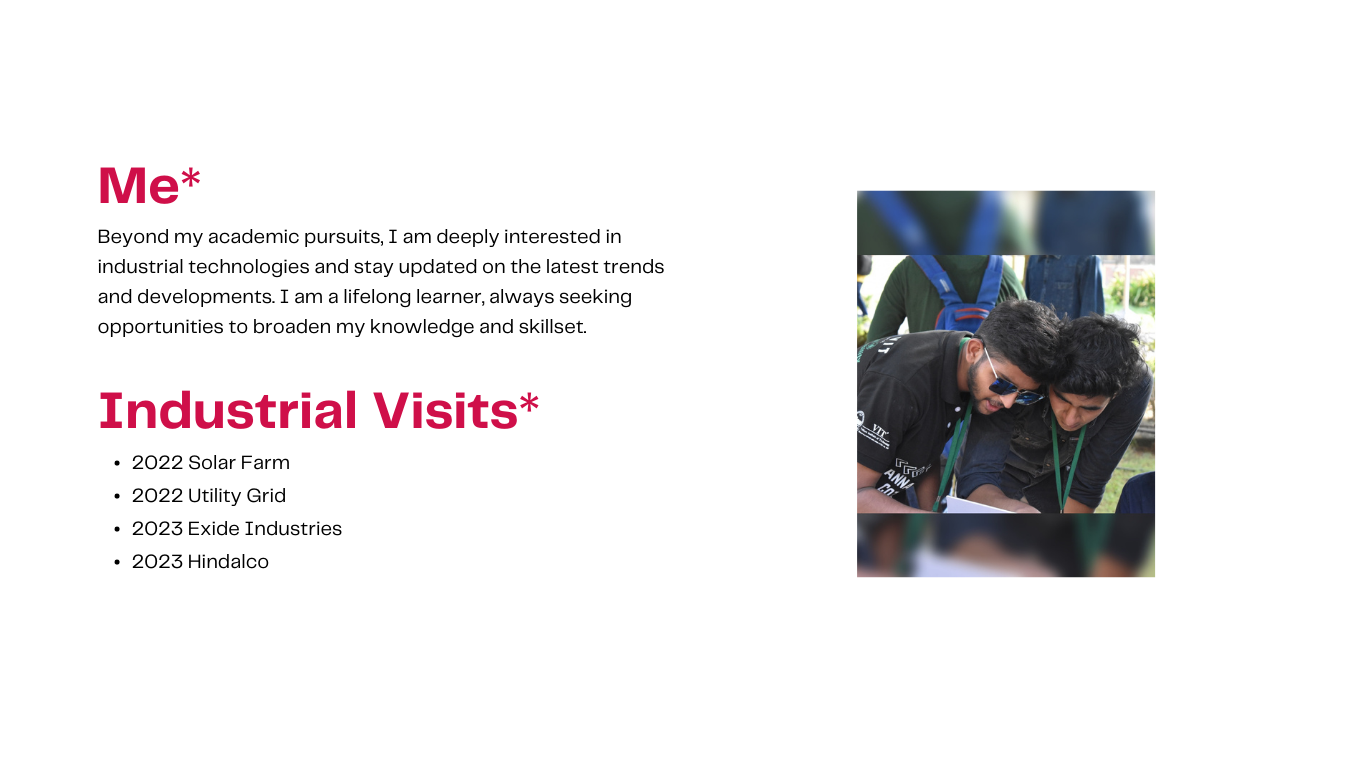 Me*
Beyond my academic pursuits, I am deeply interested in
industrial technologies and stay updated on the latest trends
and developments. I am a lifelong learner, always seeking
opportunities to broaden my knowledge and skillset.
Industrial Visits*
• 2022 Solar Farm
• 2022 Utility Grid
• 2023 Exide Industries
• 2023 Hindalco
VIT